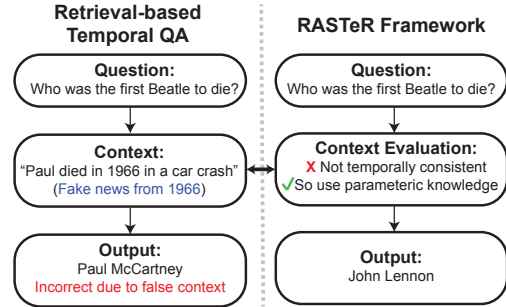 Retrieval-based
Temporal QA
Question:
Who was the first Beatle to die?
Context:
“Paul died in 1966 in a car crash”
(Fake news from 1966)
Output:
Paul McCartney
Incorrect due to false context
RASTeR Framework
Question:
Who was the first Beatle to die?
Context Evaluation:
X Not temporally consistent
✓So use parameteric knowledge
Output:
John Lennon